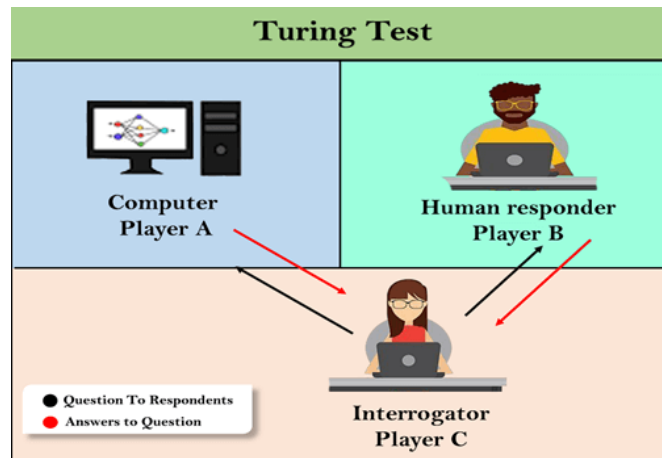 Turing Test
Computer
Player A
Human responder
Player B
Question To Respondents
Answers to Question
Interrogator
Player C